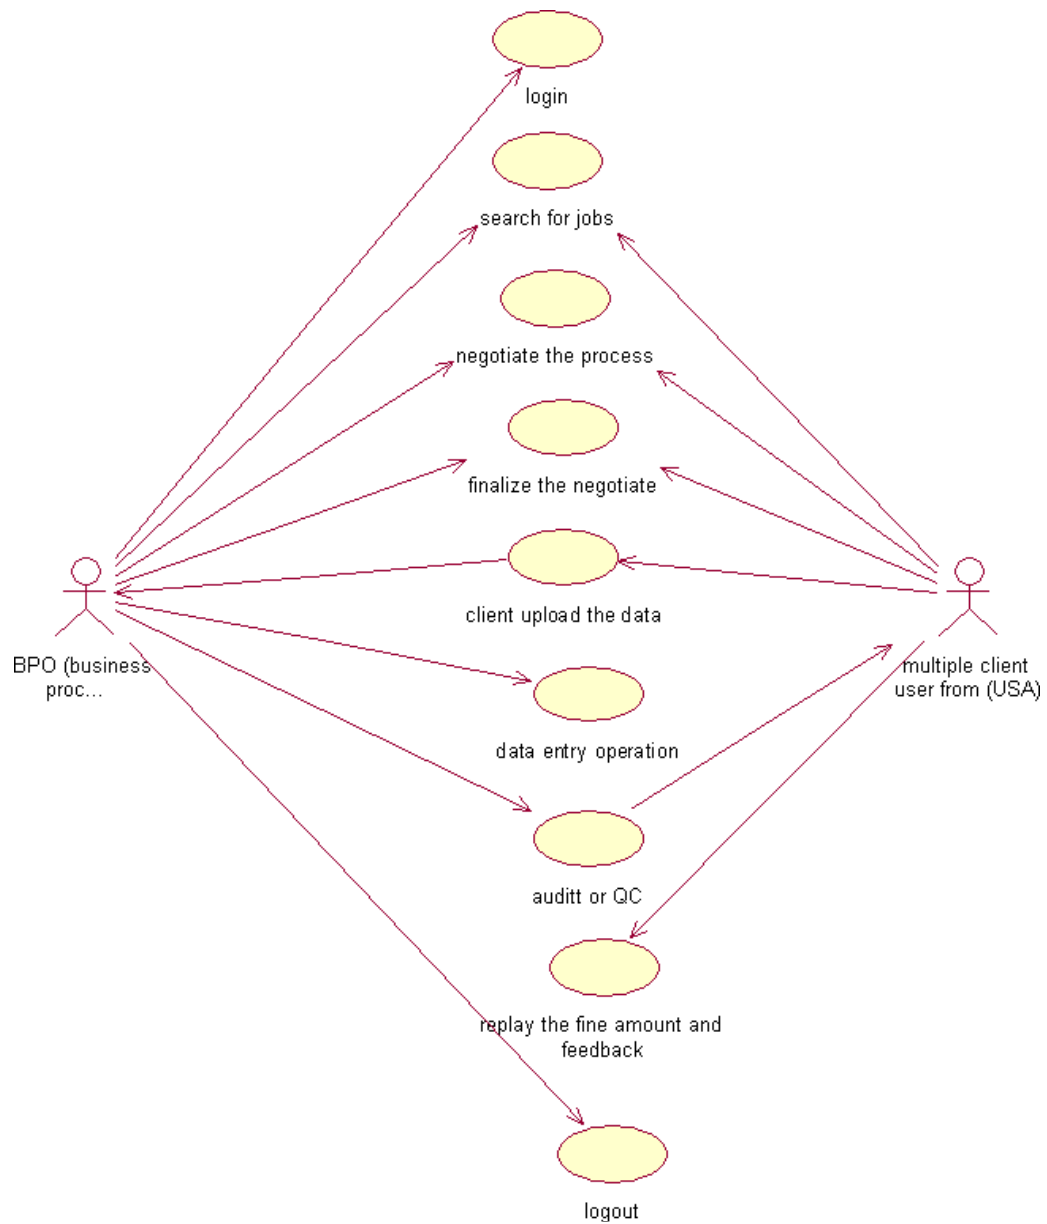 login
search for jobs
negotiate the process
finalize the negotiate
client upload the data
BPO (business
proc...
multiple client
user from (USA)
data entry operation
auditt or QC
replay the fine amount and
feedback
logout